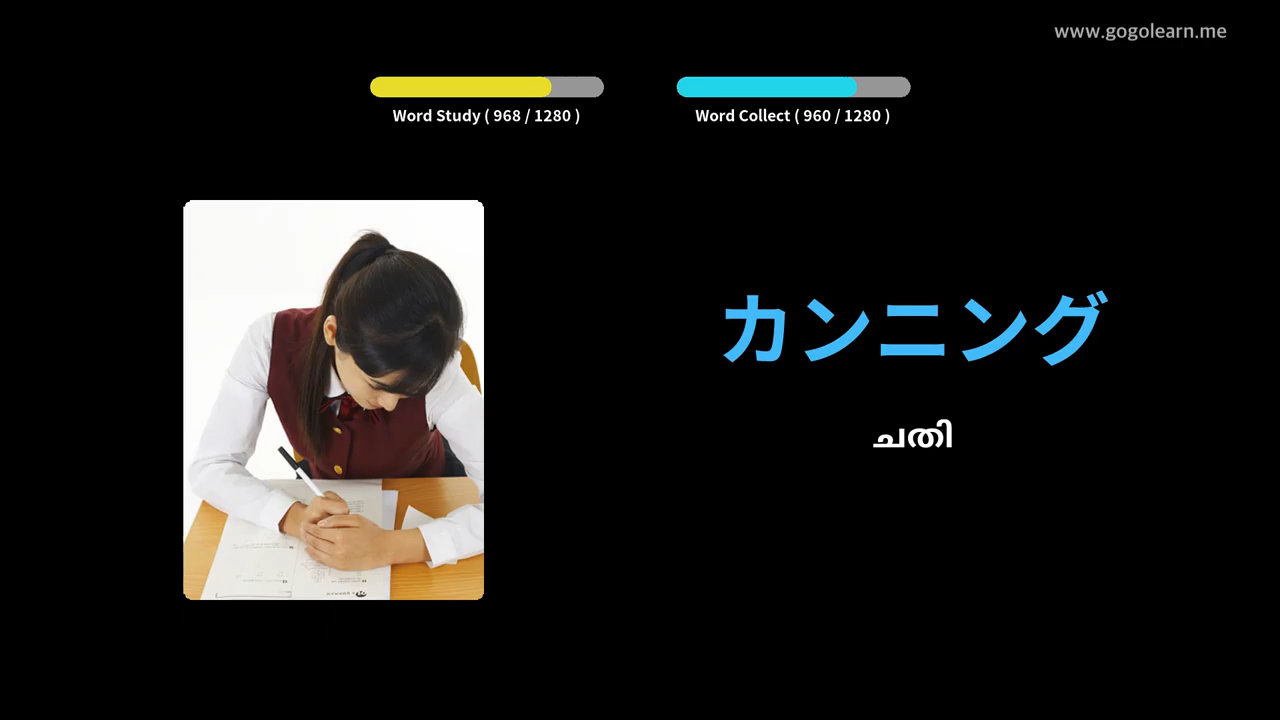 www.gogolearn.me
Word Study ( 968 / 1280 )
Word Collect ( 960 / 1280 )
カンニング
ചതി